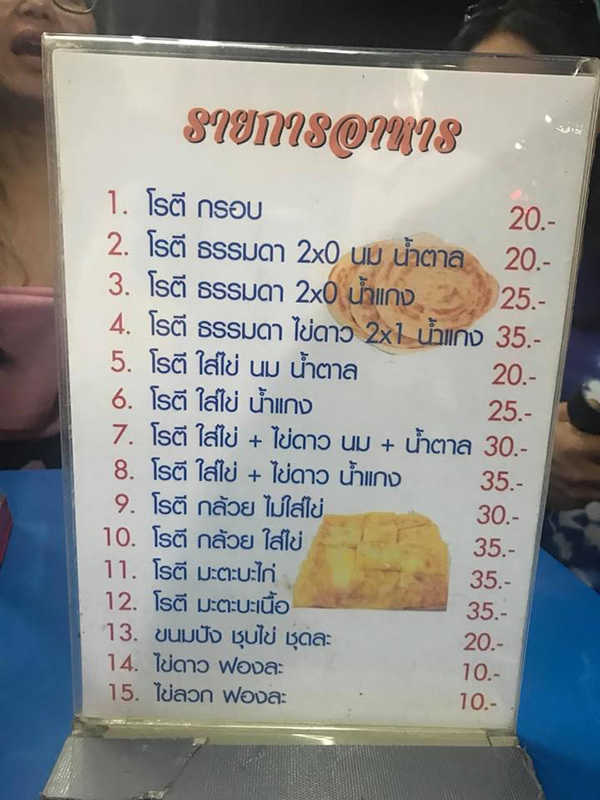 รายการอาหาร
1. โรตี กรอบ 20.-
2. โรตี ธรรมดา 2x0 นม น้ำตาล 20.-
3. โรตี ธรรมดา 2x0 น้ำแกง 25.-
4. โรตี ธรรมดา ไข่ดาว 2x1 น้ำแกง 35.-
5. โรตี ใส่ไข่ นม น้ำตาล 20.-
6. โรตี ใส่ไข่ น้ำแกง 25.-
7. โรตี ใส่ไข่ + ไข่ดาว นม + น้ำตาล 30.-
8. โรตี ใส่ไข่ + ไข่ดาว น้ำแกง 35.-
9. โรตี กล้วย ไม่ใส่ไข่ 30.-
10. โรตี กล้วย ใส่ไข่ 35.-
11. โรตี มะตะบะไก่ 35.-
12. โรตี มะตะบะเนื้อ 35.-
13. ขนมปัง ชุบไข่ ชุดละ 20.-
14. ไข่ดาว ฟองละ 10.-
15. ไข่ลวก ฟองละ 10.-